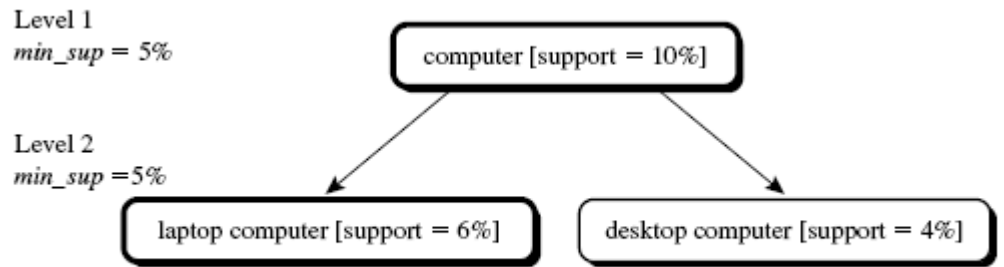 Level 1
min_sup = 5%
computer [support = 10%]
Level 2
min_sup =5%
laptop computer [support = 6%]
desktop computer [support = 4%]